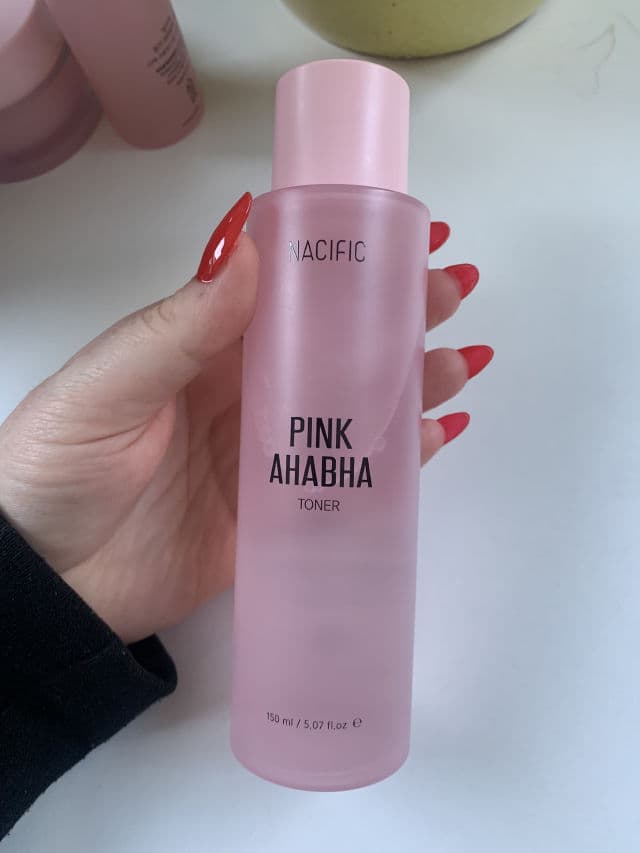 NACIFIC
PINK
AHABHA
TONER
150 ml / 5.07 fl.oz ℮